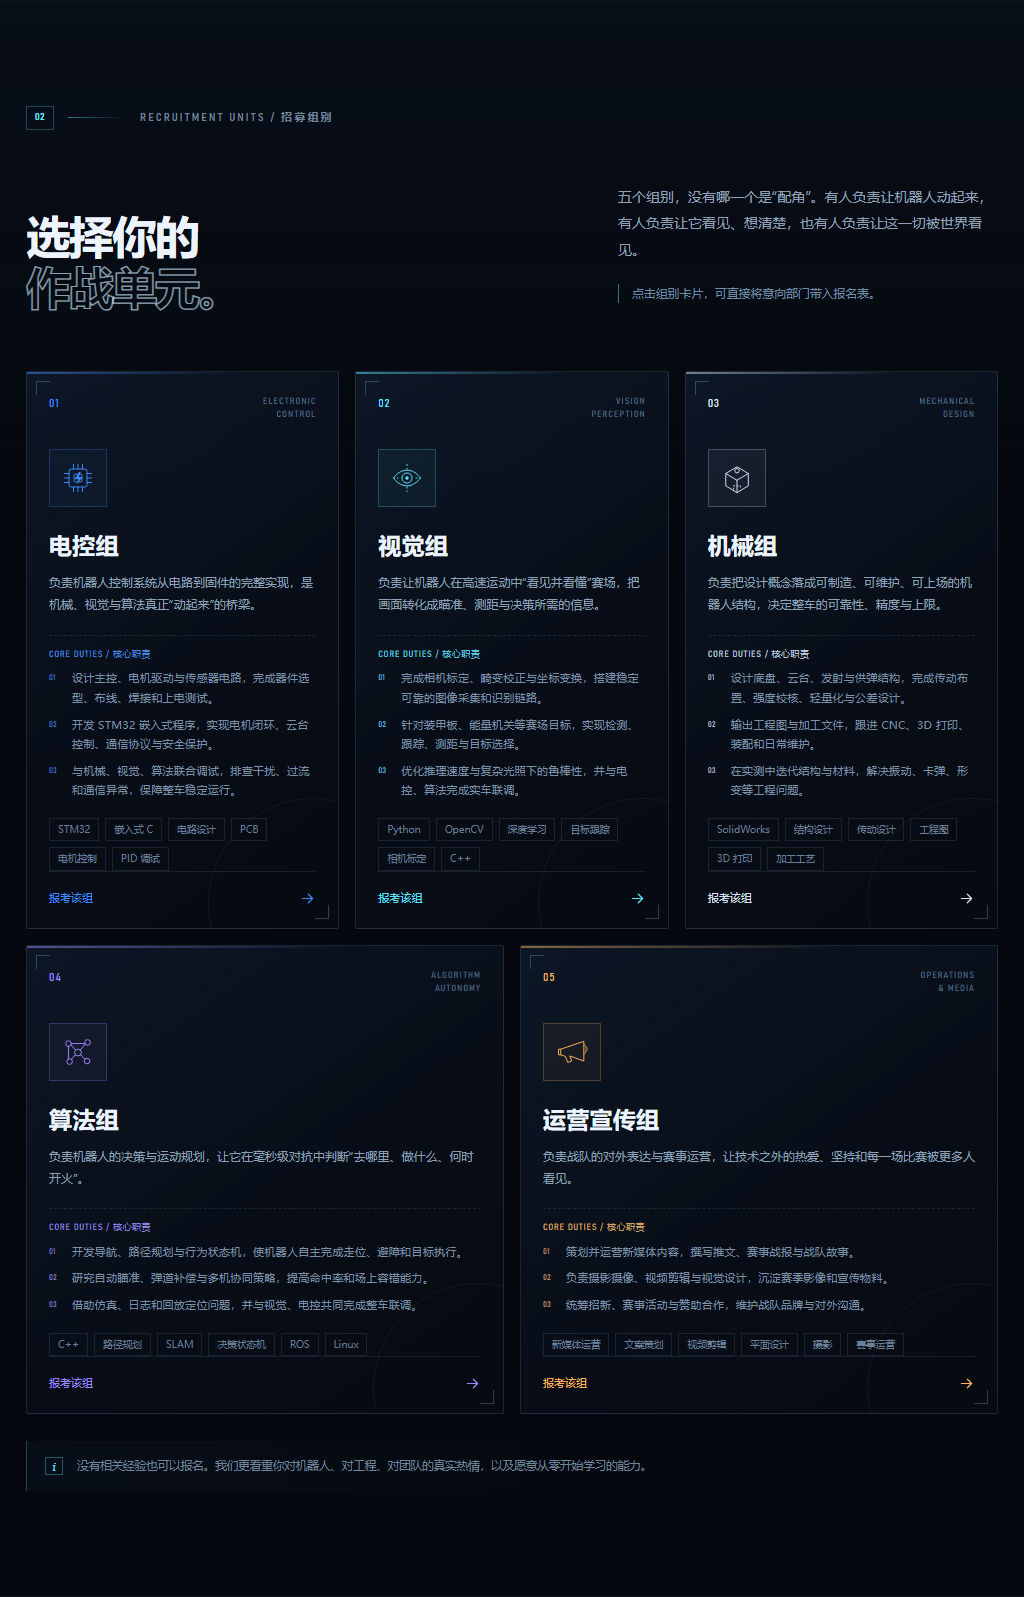 02
RECRUITMENT UNITS / 招募组别
选择你的
作战单元。
五个组别，没有哪一个是“配角”。有人负责让机器人动起来，
有人负责让它看见、想清楚，也有人负责让这一切被世界看
见。
点击组别卡片，可直接将意向部门带入报名表。
01
ELECTRONIC
CONTROL
电控组
负责机器人控制系统从电路到固件的完整实现，是
机械、视觉与算法真正“动起来”的桥梁。
CORE DUTIES / 核心职责
01 设计主控、电机驱动与传感器电路，完成器件选
型、布线、焊接和上电测试。
02 开发 STM32 嵌入式程序，实现电机闭环、云台
控制、通信协议与安全保护。
03 与机械、视觉、算法联合调试，排查干扰、过流
和通信异常，保障整车稳定运行。
STM32 嵌入式 C 电路设计 PCB
电机控制 PID 调试
报考该组 →
02
VISION
PERCEPTION
视觉组
负责让机器人在高速运动中“看见并看懂”赛场，把
画面转化成瞄准、测距与决策所需的信息。
CORE DUTIES / 核心职责
01 完成相机标定、畸变校正与坐标变换，搭建稳定
可靠的图像采集和识别链路。
02 针对装甲板、能量机关等赛场目标，实现检测、
跟踪、测距与目标选择。
03 优化推理速度与复杂光照下的鲁棒性，并与电
控、算法完成实车联调。
Python OpenCV 深度学习 目标跟踪
相机标定 C++
报考该组 →
03
MECHANICAL
DESIGN
机械组
负责把设计概念落成可制造、可维护、可上场的机
器人结构，决定整车的可靠性、精度与上限。
CORE DUTIES / 核心职责
01 设计底盘、云台、发射与供弹结构，完成传动布
置、强度校核、轻量化与公差设计。
02 输出工程图与加工文件，跟进 CNC、3D 打印、
装配和日常维护。
03 在实测中迭代结构与材料，解决振动、卡弹、形
变等工程问题。
SolidWorks 结构设计 传动设计 工程图
3D 打印 加工工艺
报考该组 →
04
ALGORITHM
AUTONOMY
算法组
负责机器人的决策与运动规划，让它在毫秒级对抗中判断“去哪里、做什么、何时
开火”。
CORE DUTIES / 核心职责
01 开发导航、路径规划与行为状态机，使机器人自主完成走位、避障和目标执行。
02 研究自动瞄准、弹道补偿与多机协同策略，提高命中率和场上容错能力。
03 借助仿真、日志和回放定位问题，并与视觉、电控共同完成整车联调。
C++ 路径规划 SLAM 决策状态机 ROS Linux
报考该组 →
05
OPERATIONS
& MEDIA
运营宣传组
负责战队的对外表达与赛事运营，让技术之外的热爱、坚持和每一场比赛被更多人
看见。
CORE DUTIES / 核心职责
01 策划并运营新媒体内容，撰写推文、赛事战报与战队故事。
02 负责摄影摄像、视频剪辑与视觉设计，沉淀赛季影像和宣传物料。
03 统筹招新、赛事活动与赞助合作，维护战队品牌与对外沟通。
新媒体运营 文案策划 视频剪辑 平面设计 摄影 赛事运营
报考该组 →
i 没有相关经验也可以报名。我们更看重你对机器人、对工程、对团队的真实热情，以及愿意从零开始学习的能力。